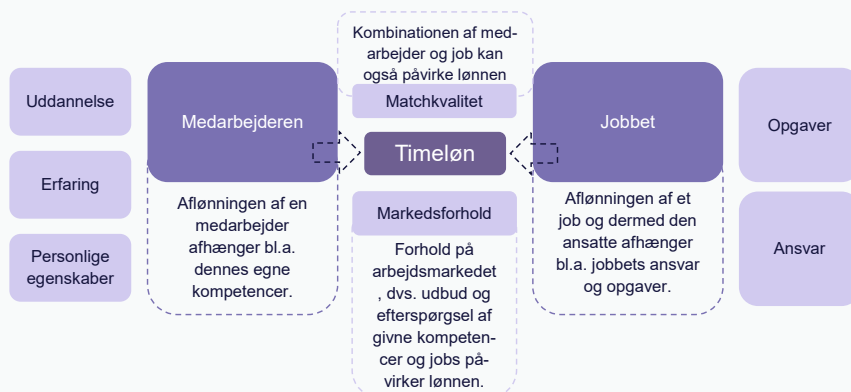 Uddannelse
Erfaring
Personlige
egenskaber
Medarbejderen
Aflønningen af en
medarbejder
afhænger bl.a.
dennes egne
kompetencer.
Kombinationen af med-
arbejder og job kan
også påvirke lønnen
Matchkvalitet
Timeløn
Markedsforhold
Forhold på
arbejdsmarkedet
, dvs. udbud og
efterspørgsel af
givne kompeten-
cer og jobs på-
virker lønnen.
Jobbet
Aflønningen af et
job og dermed den
ansatte afhænger
bl.a. jobbets ansvar
og opgaver.
Opgaver
Ansvar